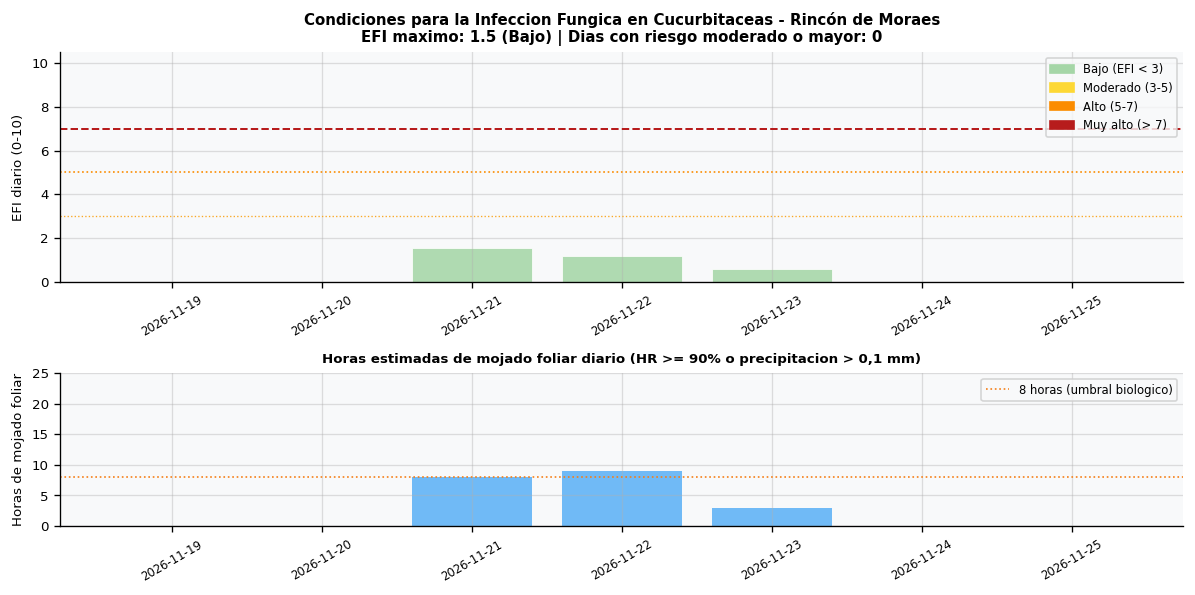 Condiciones para la Infeccion Fungica en Cucurbitaceas - Rincón de Moraes
EFI maximo: 1.5 (Bajo) | Dias con riesgo moderado o mayor: 0
EFI diario (0-10)
10
8
6
4
2
0
Bajo (EFI < 3)
Moderado (3-5)
Alto (5-7)
Muy alto (> 7)
2026-11-19
2026-11-20
2026-11-21
2026-11-22
2026-11-23
2026-11-24
2026-11-25
Horas estimadas de mojado foliar diario (HR >= 90% o precipitacion > 0,1 mm)
Horas de mojado foliar
25
20
15
10
5
0
8 horas (umbral biologico)
2026-11-19
2026-11-20
2026-11-21
2026-11-22
2026-11-23
2026-11-24
2026-11-25